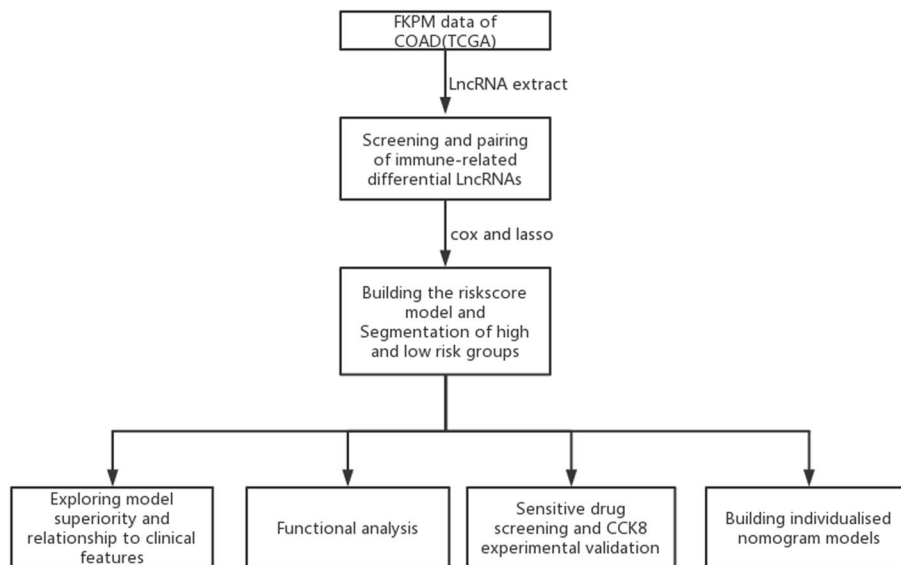 FKPM data of
COAD(TCGA)
LncRNA extract
Screening and pairing
of immune-related
differential LncRNAs
cox and lasso
Building the riskscore
model and
Segmentation of high
and low risk groups
Exploring model
superiority and
relationship to clinical
features
Functional analysis
Sensitive drug
screening and CCK8
experimental validation
Building individualised
nomogram models